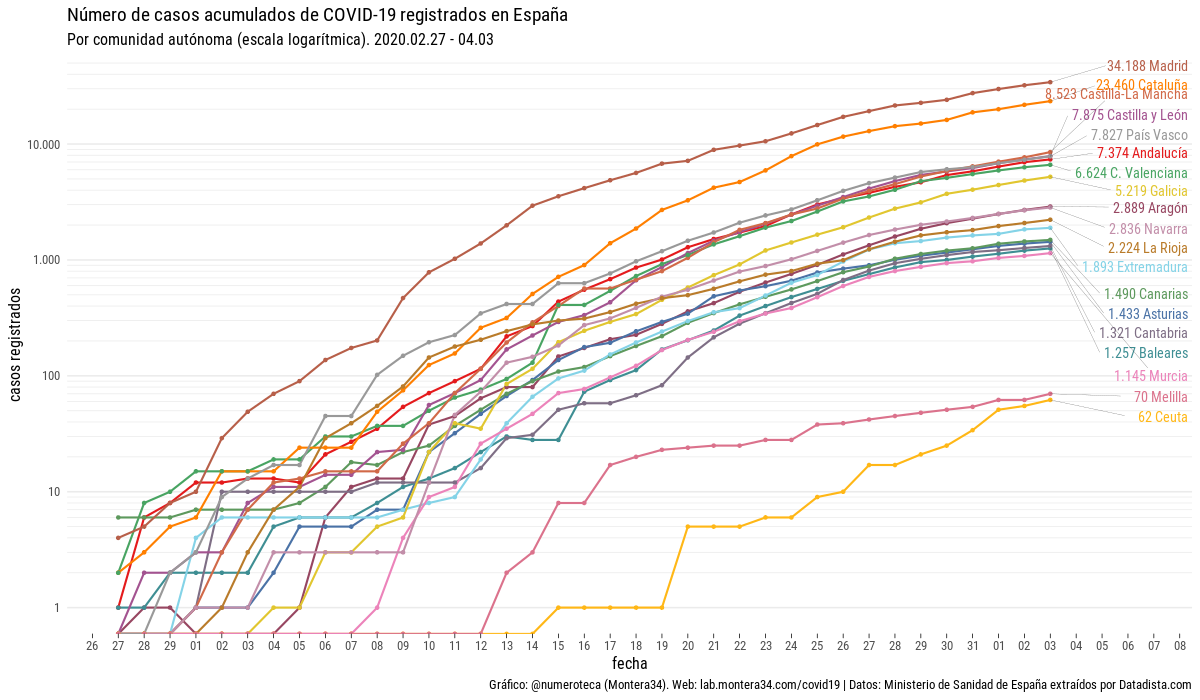 Número de casos acumulados de COVID-19 registrados en España
Por comunidad autónoma (escala logarítmica). 2020.02.27 - 04.03
34.188 Madrid
23.460 Cataluña
8.523 Castilla-La Mancha
7.875 Castilla y León
7.827 País Vasco
7.374 Andalucía
6.624 C. Valenciana
5.219 Galicia
2.889 Aragón
2.836 Navarra
2.224 La Rioja
1.893 Extremadura
1.490 Canarias
1.433 Asturias
1.321 Cantabria
1.257 Baleares
1.145 Murcia
70 Melilla
62 Ceuta
10.000
1.000
100
10
1
casos registrados
26 27 28 29 01 02 03 04 05 06 07 08 09 10 11 12 13 14 15 16 17 18 19 20 21 22 23 24 25 26 27 28 29 30 31 01 02 03 04 05 06 07 08
fecha
Gráfico: @numeroteca (Montera34). Web: lab.montera34.com/covid19 | Datos: Ministerio de Sanidad de España extraídos por Datadista.com